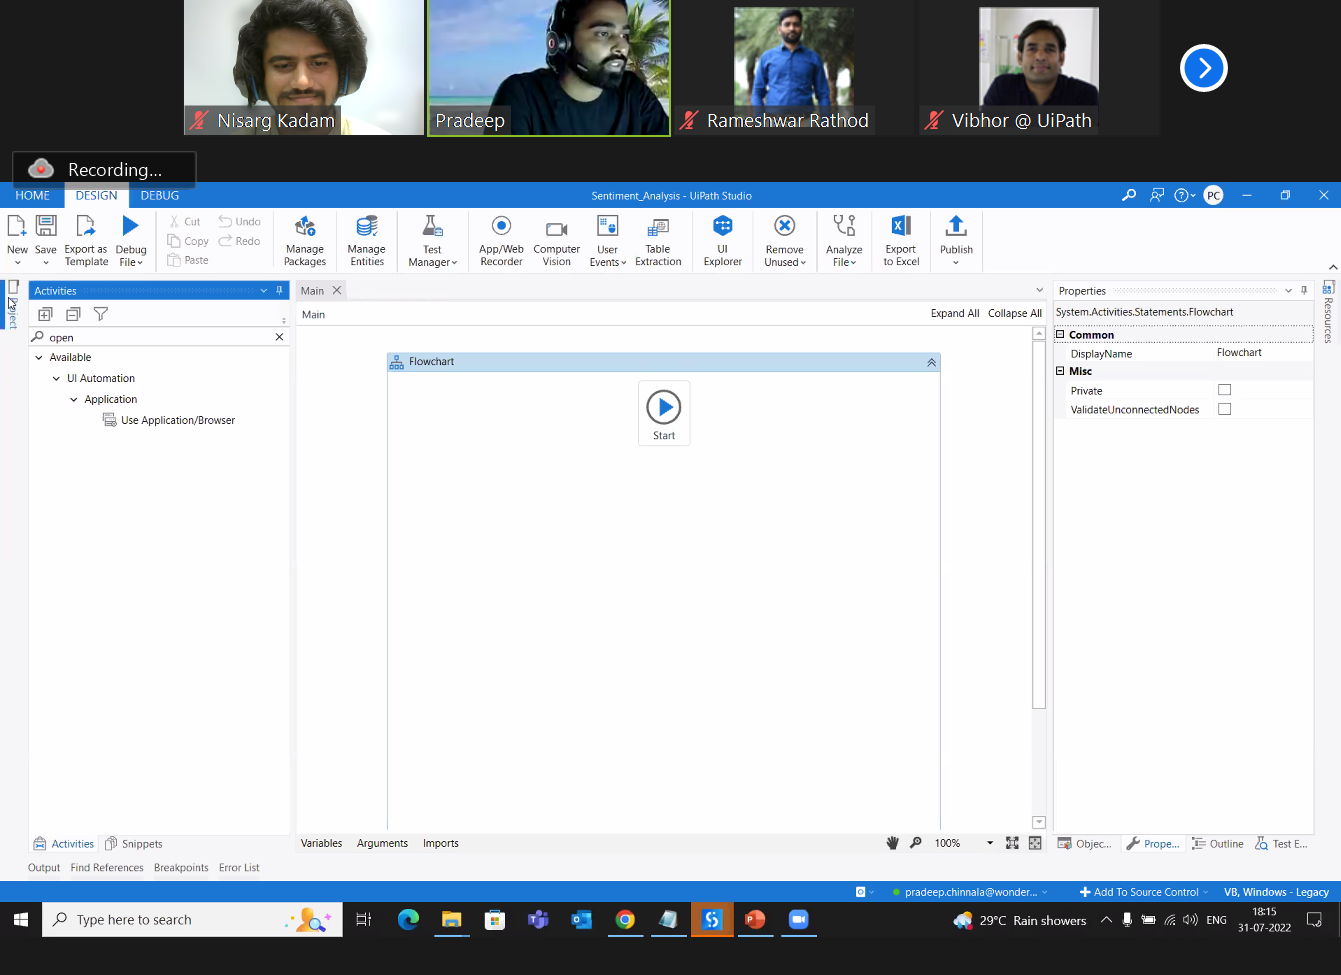 Nisarg Kadam
Pradeep
Rameshwar Rathod
Vibhor @ UiPath
Recording...
HOME DESIGN DEBUG
Sentiment_Analysis - UiPath Studio
PC
New
Save
Export as Template
Debug File
Cut
Copy
Paste
Undo
Redo
Manage Packages
Manage Entities
Test Manager
App/Web Recorder
Computer Vision
User Events
Table Extraction
UI Explorer
Remove Unused
Analyze File
Export to Excel
Publish
Project
Activities
open
Available
UI Automation
Application
Use Application/Browser
Main
Main
Expand All Collapse All
Flowchart
Start
Properties
System.Activities.Statements.Flowchart
Common
DisplayName Flowchart
Misc
Private
ValidateUnconnectedNodes
Resources
Activities Snippets
Variables Arguments Imports
100%
Objec... Prope... Outline Test E...
Output Find References Breakpoints Error List
pradeep.chinnala@wonder... Add To Source Control VB, Windows - Legacy
Type here to search
29°C Rain showers
ENG
18:15
31-07-2022